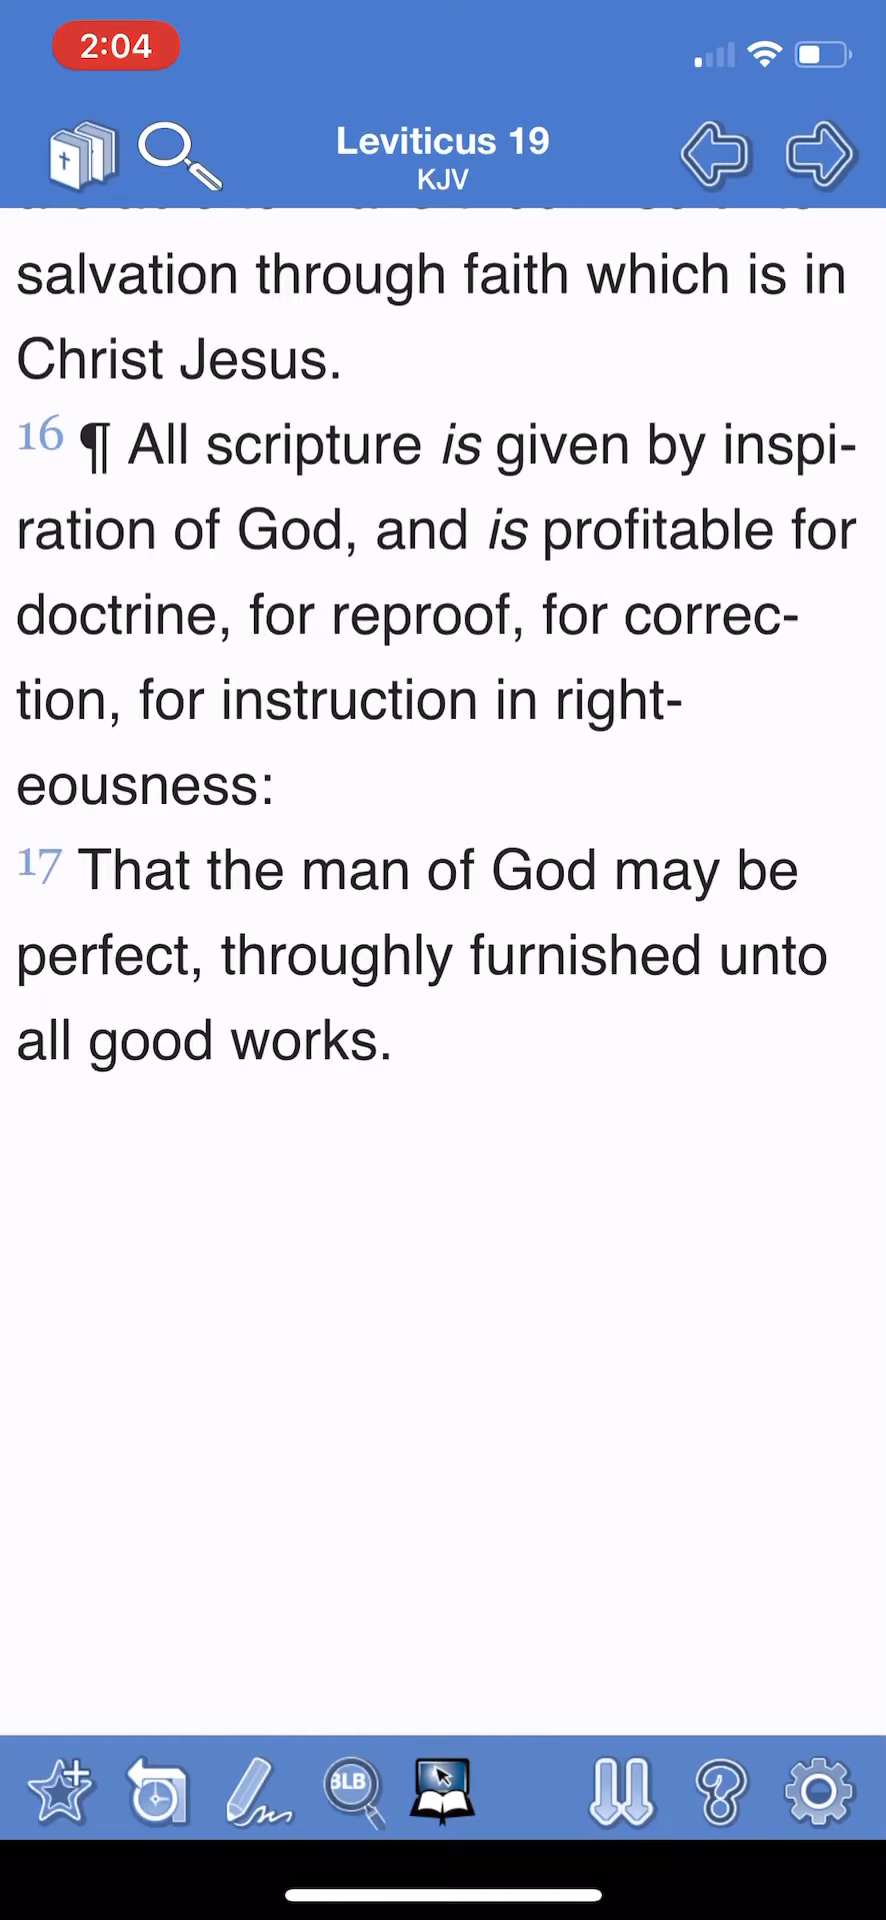 2:04
Leviticus 19
KJV
salvation through faith which is in
Christ Jesus.
16 ¶ All scripture is given by inspi-
ration of God, and is profitable for
doctrine, for reproof, for correc-
tion, for instruction in right-
eousness:
17 That the man of God may be
perfect, throughly furnished unto
all good works.
BLB